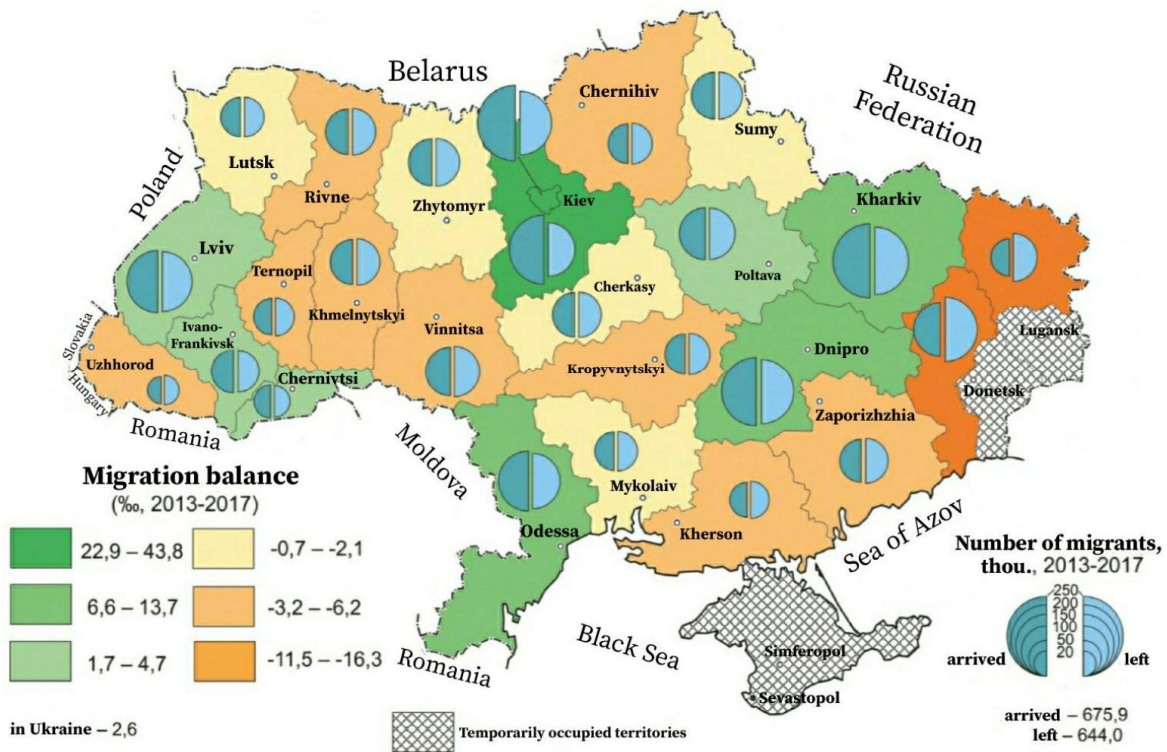 Belarus
Russian
Federation
Poland
Chernihiv
Sumy
Lutsk
Rivne
Zhytomyr
Kiev
Kharkiv
Lviv
Ternopil
Khmelnytskyi
Vinnitsa
Cherkasy
Poltava
Lugansk
Slovakia
Hungary
Uzhhorod
Ivano-
Frankivsk
Chernivtsi
Kropyvnytskyi
Dnipro
Donetsk
Zaporizhzhia
Romania
Moldova
Mykolaiv
Kherson
Odessa
Sea of Azov
Black Sea
Romania
Simferopol
Sevastopol
Migration balance
(‰, 2013-2017)
22,9 – 43,8
6,6 – 13,7
1,7 – 4,7
-0,7 – -2,1
-3,2 – -6,2
-11,5 – -16,3
in Ukraine – 2,6
Temporarily occupied territories
Number of migrants,
thou., 2013-2017
250
200
150
100
50
20
arrived
left
arrived – 675,9
left – 644,0